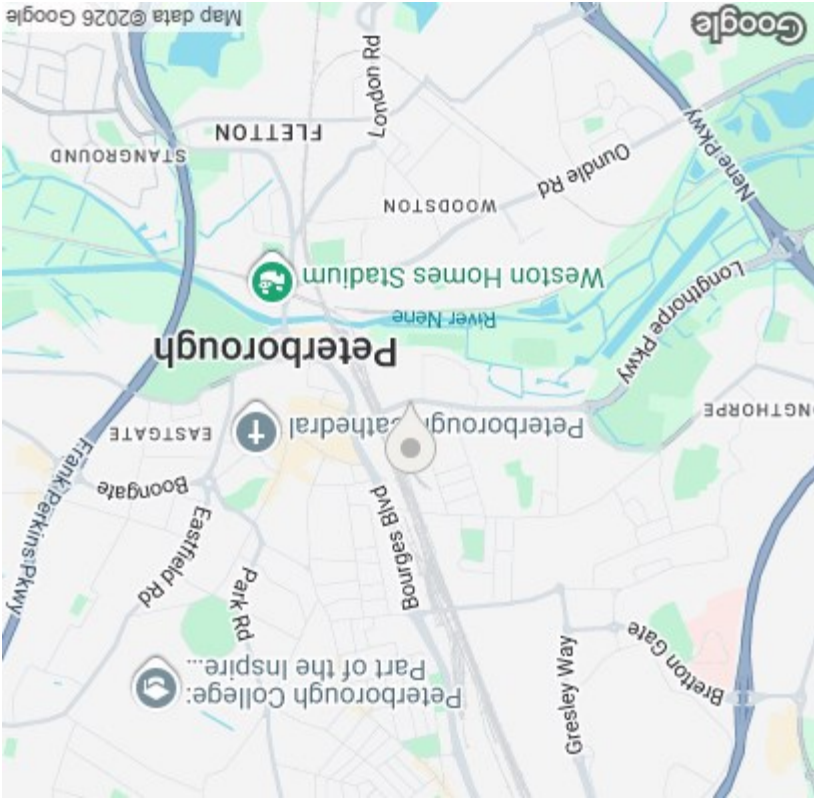 Peterborough College:
Part of the Inspire...
Gresley Way
Bretton Gate
Park Rd
Eastfield Rd
Bourges Blvd
Frank Perkins Pkwy
Boongate
ONGTHORPE
Peterborough Cathedral
EASTGATE
Peterborough
Longthorpe Pkwy
River Nene
Weston Homes Stadium
WOODSTON
Nene Pkwy
Oundle Rd
STANGROUND
FLETTON
London Rd
Google
Map data ©2026 Google